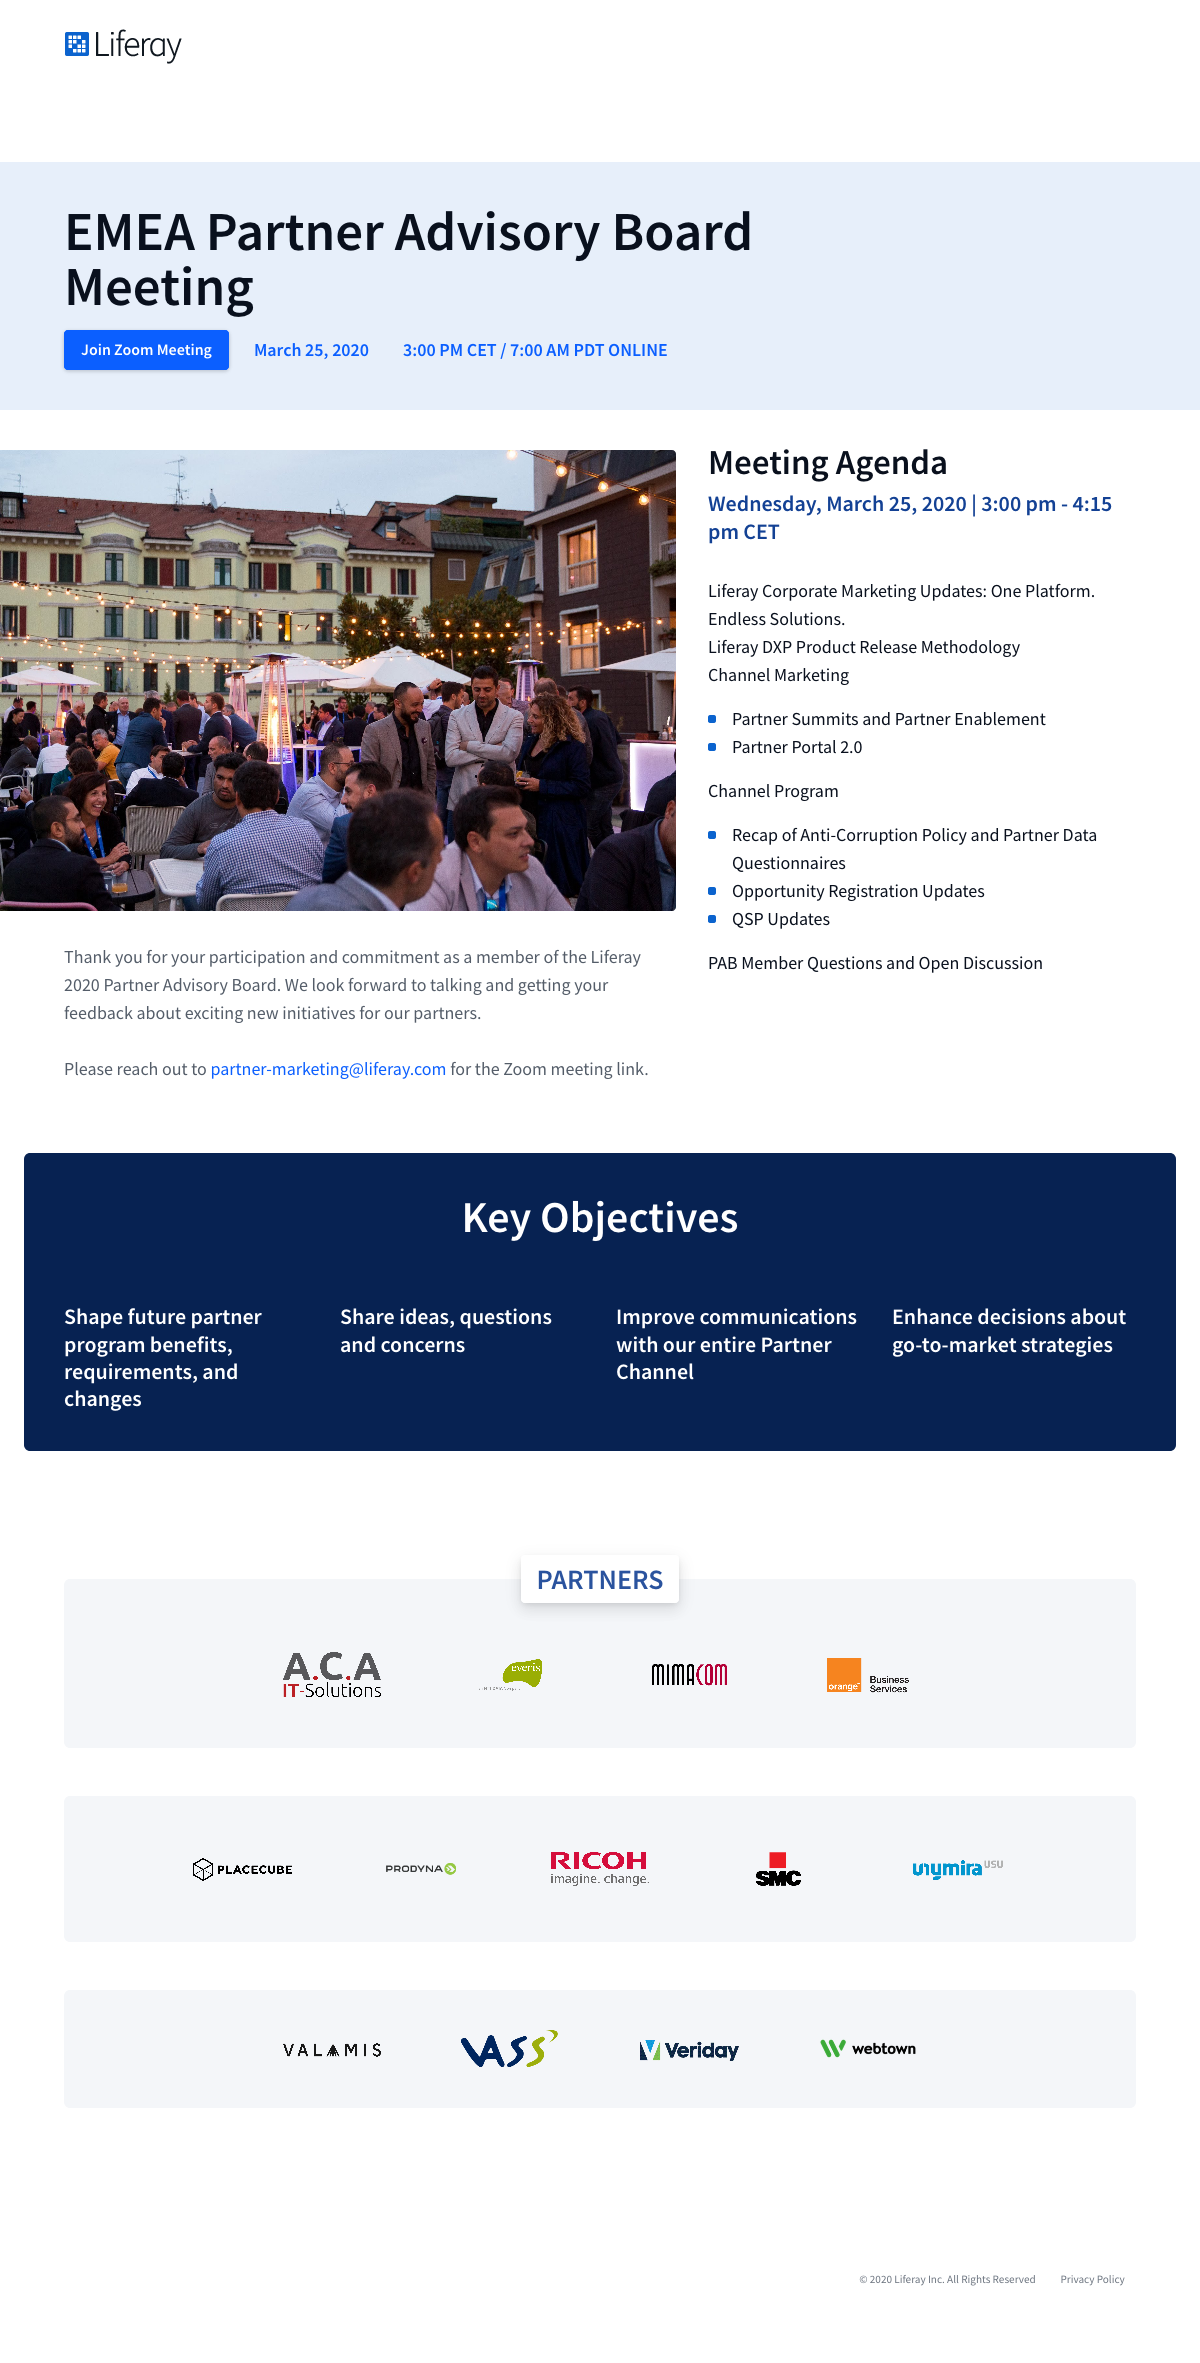 Liferay
EMEA Partner Advisory Board
Meeting
Join Zoom Meeting
March 25, 2020
3:00 PM CET / 7:00 AM PDT ONLINE
Meeting Agenda
Wednesday, March 25, 2020 | 3:00 pm - 4:15
pm CET
Liferay Corporate Marketing Updates: One Platform.
Endless Solutions.
Liferay DXP Product Release Methodology
Channel Marketing
Partner Summits and Partner Enablement
Partner Portal 2.0
Channel Program
Recap of Anti-Corruption Policy and Partner Data
Questionnaires
Opportunity Registration Updates
QSP Updates
PAB Member Questions and Open Discussion
Thank you for your participation and commitment as a member of the Liferay
2020 Partner Advisory Board. We look forward to talking and getting your
feedback about exciting new initiatives for our partners.
Please reach out to partner-marketing@liferay.com for the Zoom meeting link.
Key Objectives
Shape future partner
program benefits,
requirements, and
changes
Share ideas, questions
and concerns
Improve communications
with our entire Partner
Channel
Enhance decisions about
go-to-market strategies
PARTNERS
A.C.A
IT-Solutions
everis
MIMACOM
orange™
Business
Services
PLACECUBE
PRODYNA
RICOH
imagine. change.
SMC
unymira USU
VALAMIS
VASS
Veriday
webtown
© 2020 Liferay Inc. All Rights Reserved
Privacy Policy